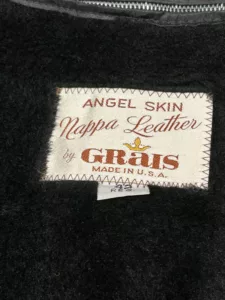 ANGEL SKIN
Nappa Leather
by GRAIS
MADE IN U.S.A.